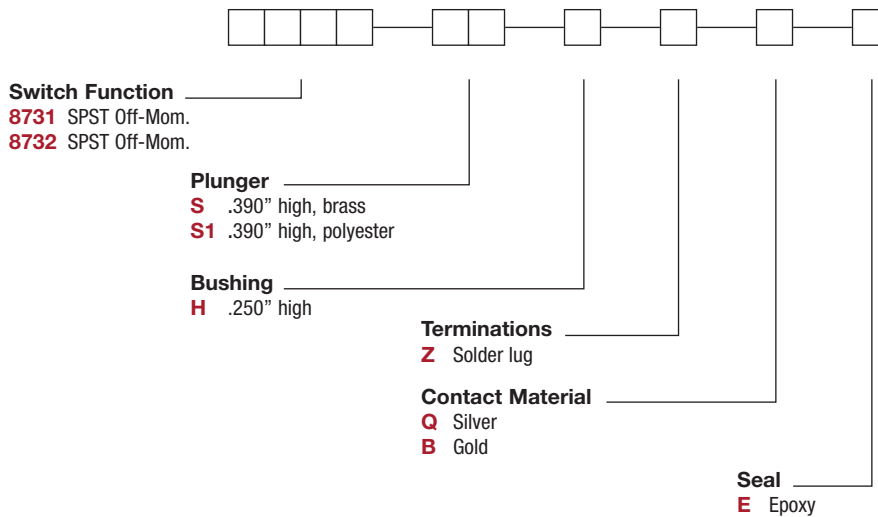 Switch Function
8731 SPST Off-Mom.
8732 SPST Off-Mom.
Plunger
S .390” high, brass
S1 .390” high, polyester
Bushing
H .250” high
Terminations
Z Solder lug
Contact Material
Q Silver
B Gold
Seal
E Epoxy